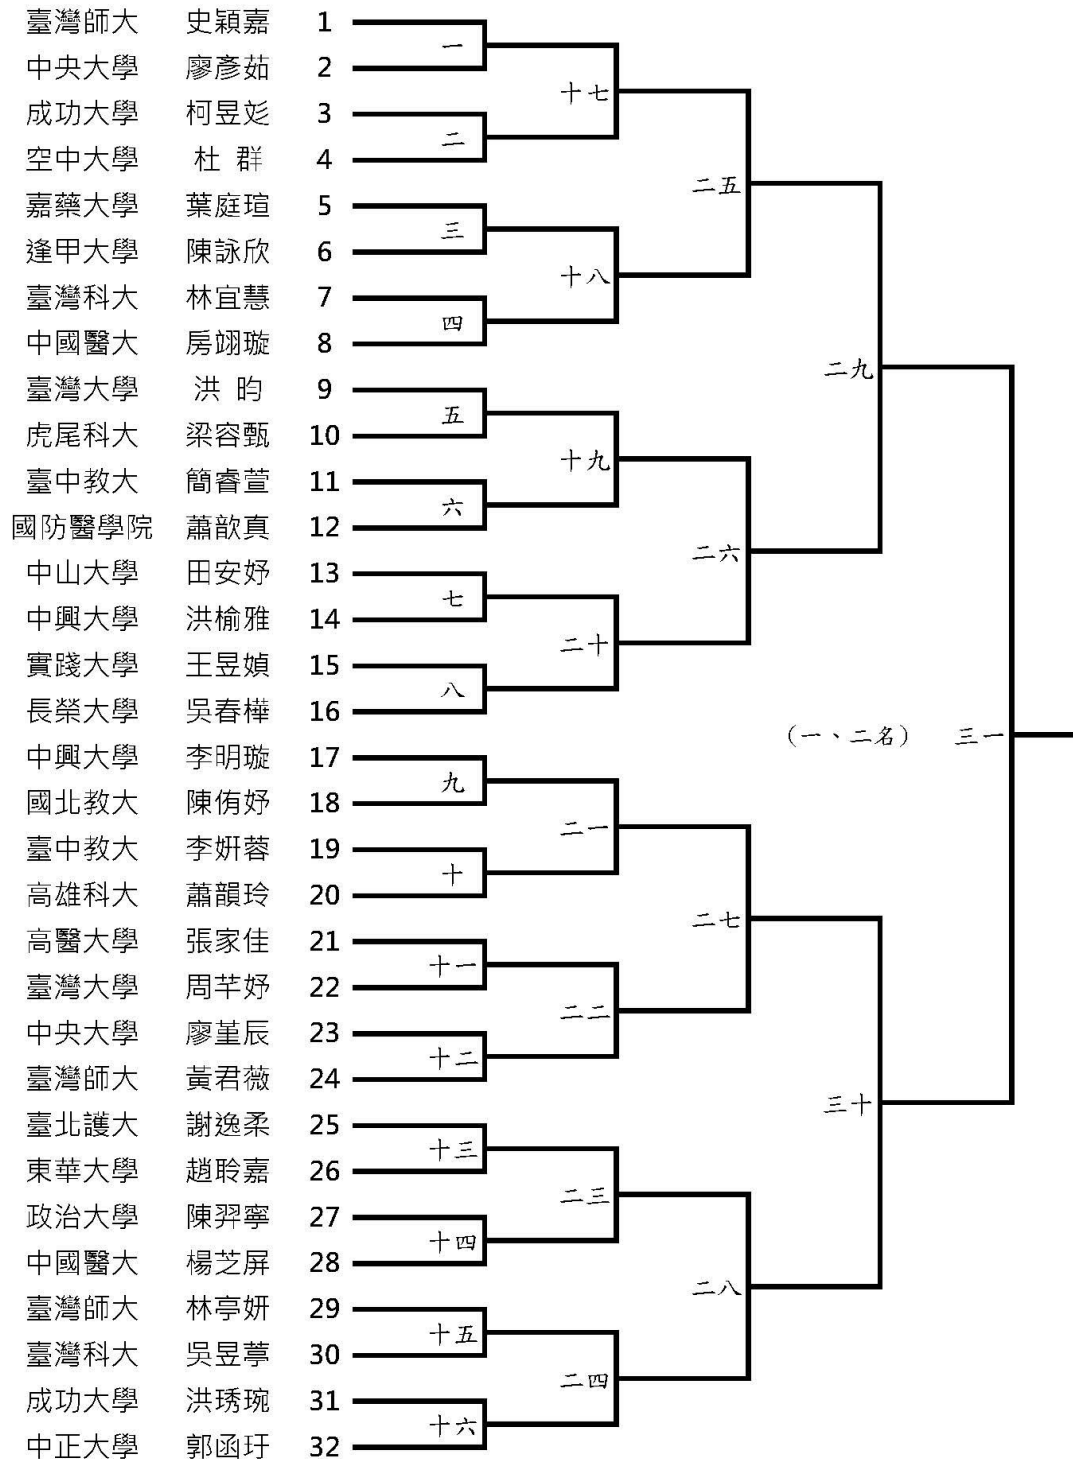 臺灣師大 史穎嘉 1
一
中央大學 廖彥茹 2
十七
成功大學 柯昱彣 3
二
空中大學 杜 群 4
二五
嘉藥大學 葉庭瑄 5
三
逢甲大學 陳詠欣 6
十八
臺灣科大 林宜慧 7
四
中國醫大 房翊璇 8
二九
臺灣大學 洪 昀 9
五
虎尾科大 梁容甄 10
十九
臺中教大 簡睿萱 11
六
國防醫學院 蕭歆真 12
二六
中山大學 田安妤 13
七
中興大學 洪榆雅 14
二十
實踐大學 王昱媜 15
八
長榮大學 吳春樺 16
(一、二名) 三一
中興大學 李明璇 17
九
國北教大 陳侑妤 18
二一
臺中教大 李妍蓉 19
十
高雄科大 蕭韻玲 20
二七
高醫大學 張家佳 21
十一
臺灣大學 周芊妤 22
二二
中央大學 廖堇辰 23
十二
臺灣師大 黃君薇 24
三十
臺北護大 謝逸柔 25
十三
東華大學 趙聆嘉 26
二三
政治大學 陳羿寧 27
十四
中國醫大 楊芝屏 28
二八
臺灣師大 林亭妍 29
十五
臺灣科大 吳昱葶 30
二四
成功大學 洪琇琬 31
十六
中正大學 郭函玗 32